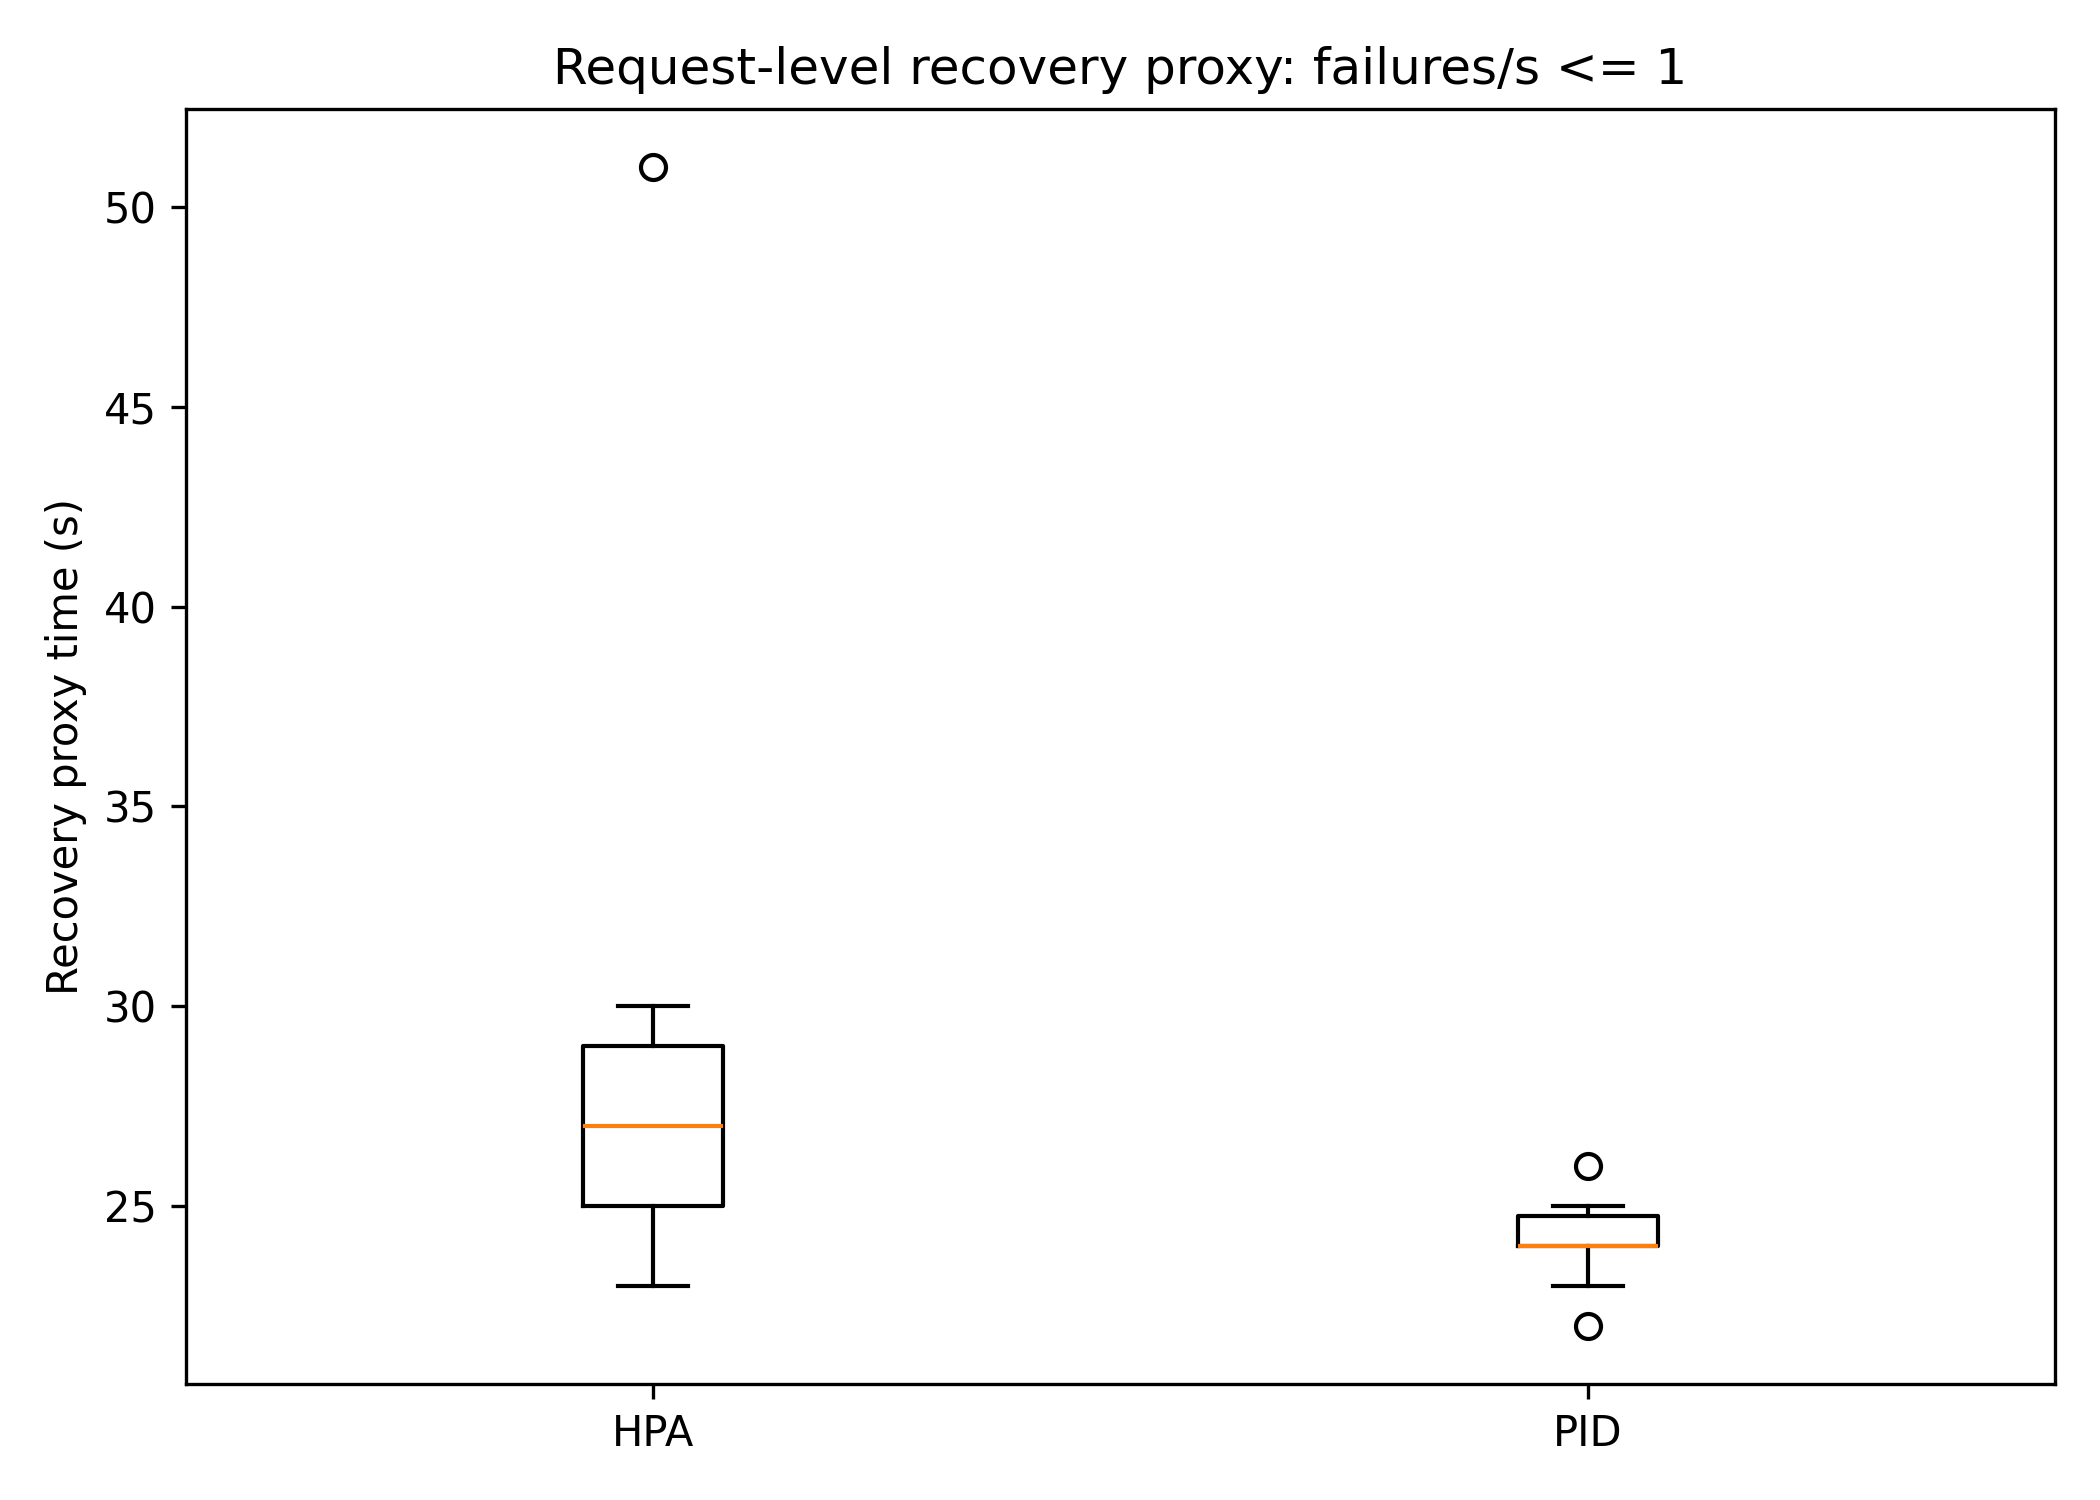 Request-level recovery proxy: failures/s <= 1
Recovery proxy time (s)
50
45
40
35
30
25
HPA
PID